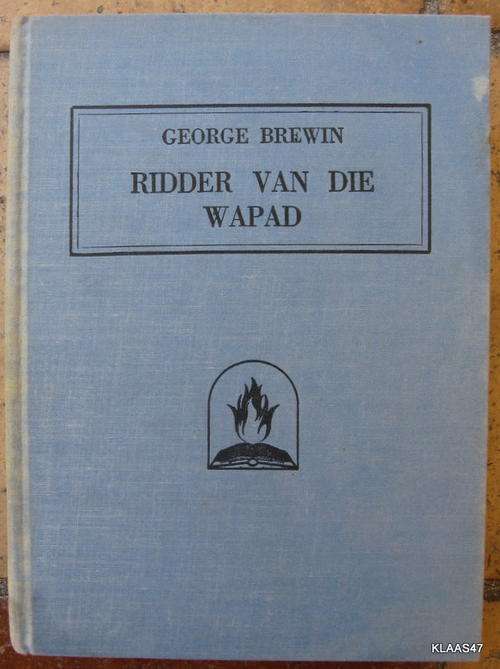 GEORGE BREWIN
RIDDER VAN DIE
WAPAD
KLAAS47